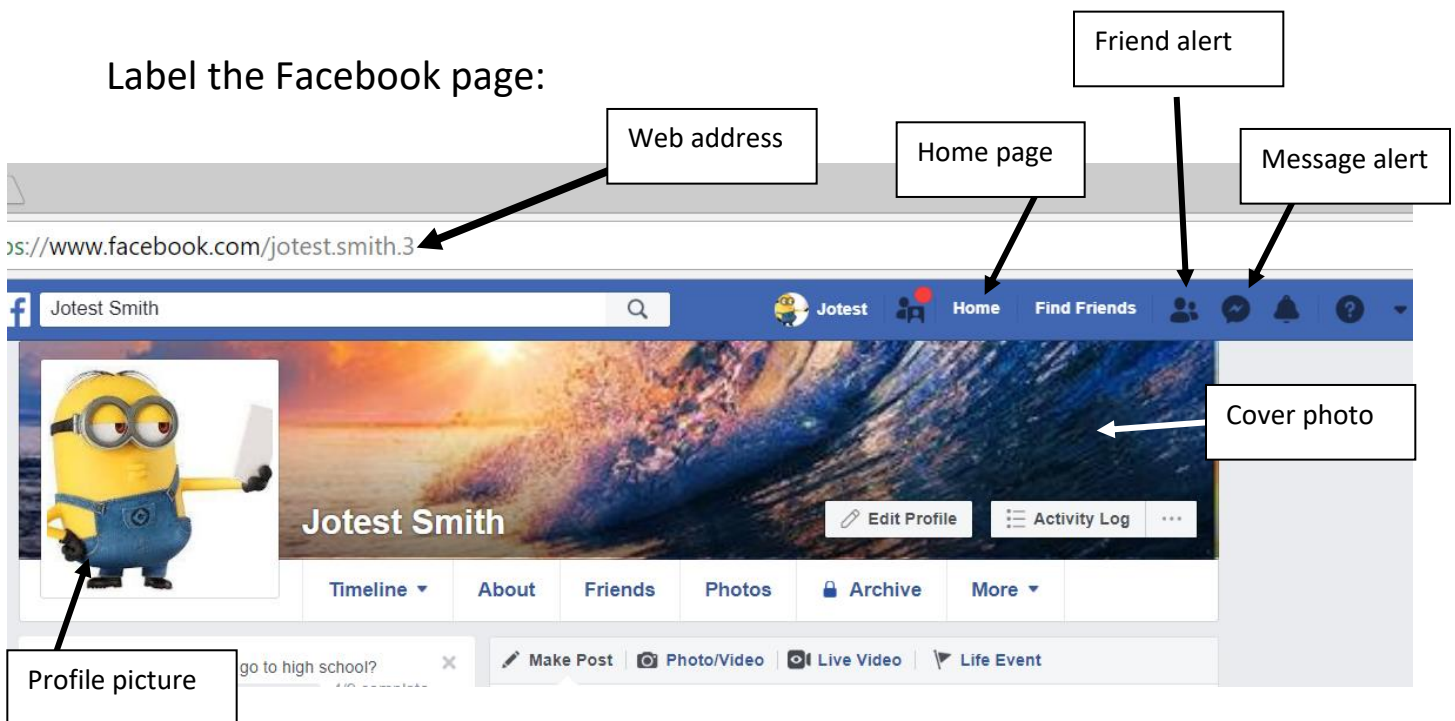 Friend alert
Label the Facebook page:
Web address
Home page
Message alert
ps://www.facebook.com/jotest.smith.3
f Jotest Smith
Jotest Home Find Friends
Cover photo
Jotest Smith
Edit Profile Activity Log ...
Timeline About Friends Photos Archive More
go to high school?
Make Post Photo/Video Live Video Life Event
Profile picture